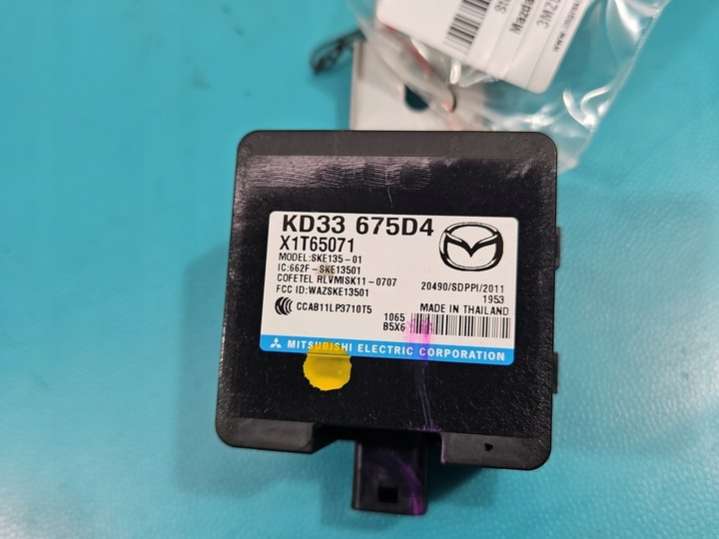 KD33 675D4
X1T65071
MODEL:SKE135-01
IC:662F-SKE13501
COFETEL RLVMISK11-0707
FCC ID:WAZSKE13501
CCAB11LP3710T5
20490/SDPPI/2011
1953
MADE IN THAILAND
1065
B5X6
MITSUBISHI ELECTRIC CORPORATION